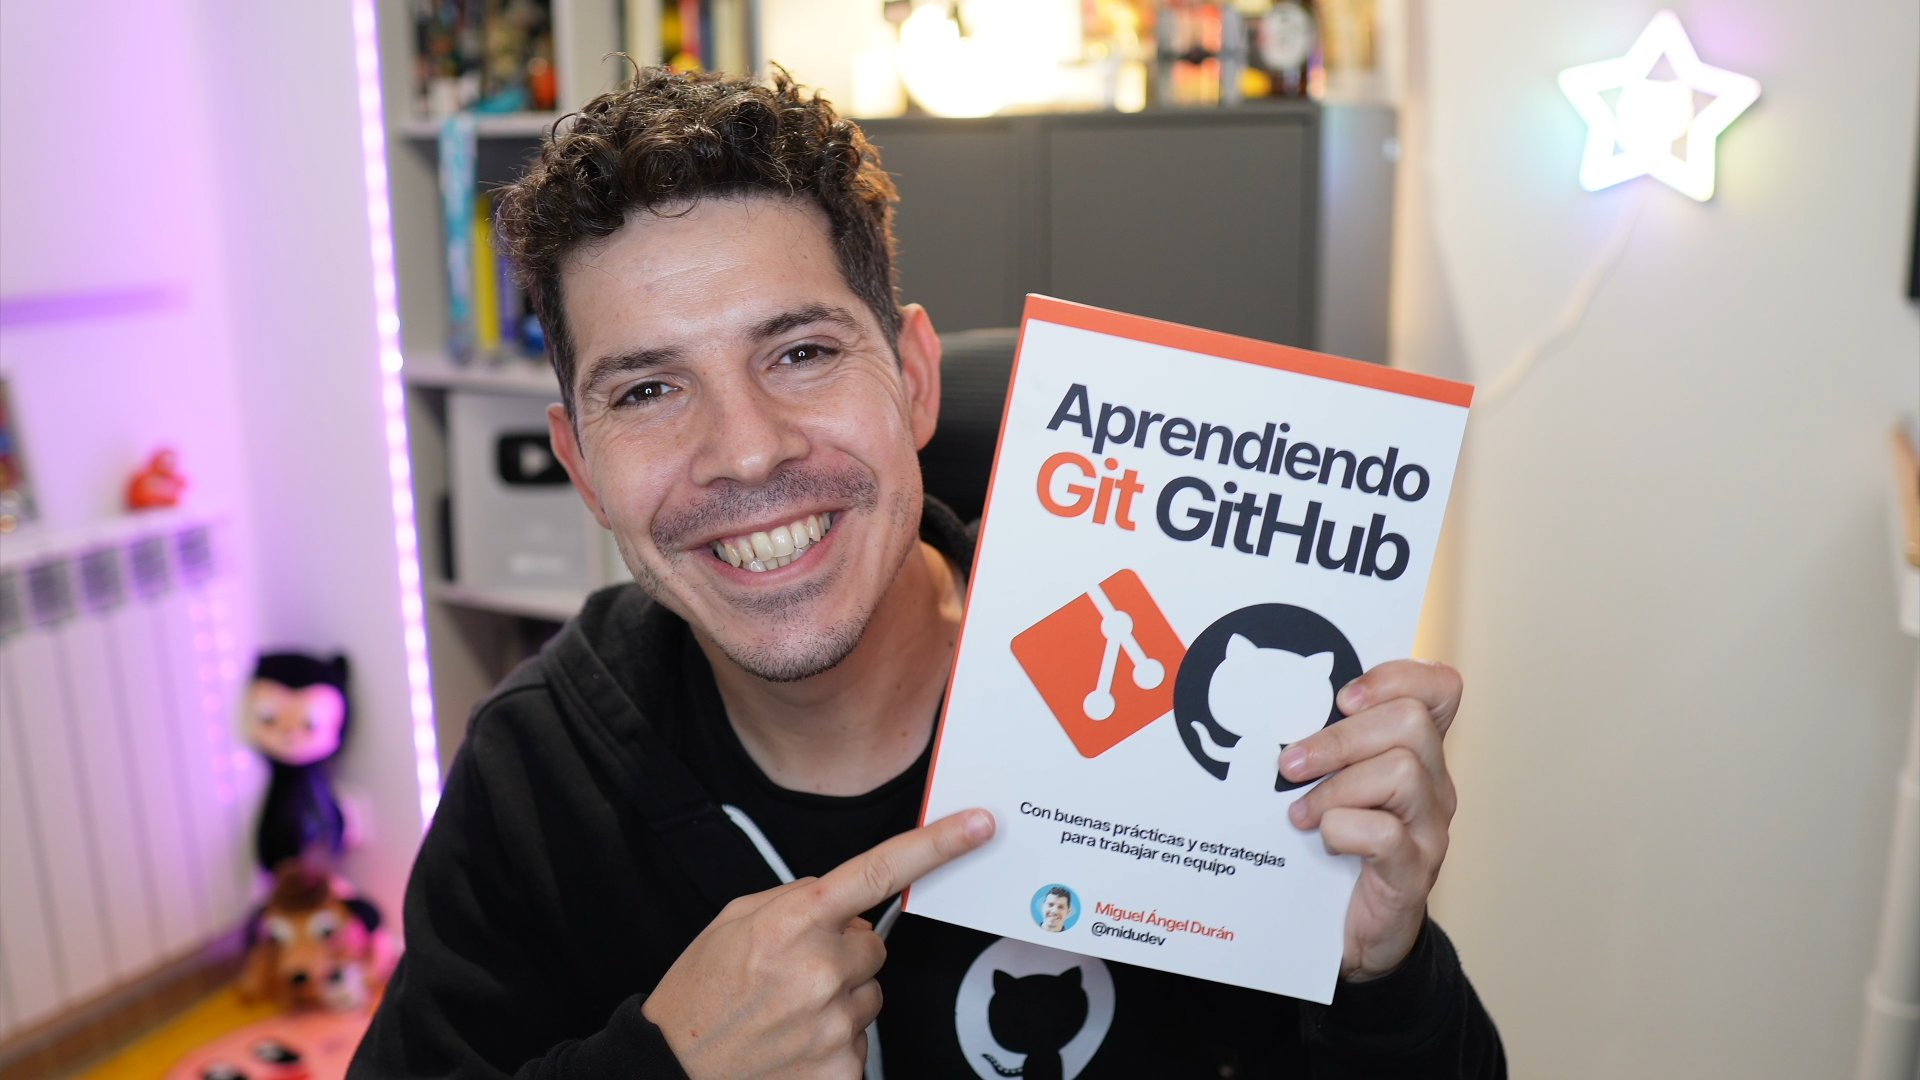 Aprendiendo
Git GitHub
Con buenas prácticas y estrategias
para trabajar en equipo
Miguel Ángel Durán
@midudev